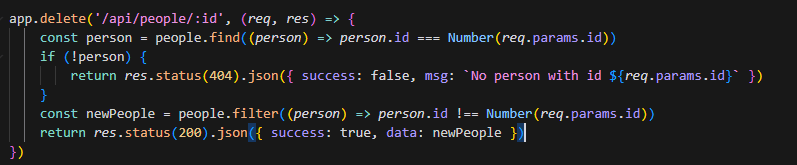 app.delete('/api/people/:id', (req, res) => {
    const person = people.find((person) => person.id === Number(req.params.id))
    if (!person) {
        return res.status(404).json({ success: false, msg: `No person with id ${req.params.id}` })
    }
    const newPeople = people.filter((person) => person.id !== Number(req.params.id))
    return res.status(200).json({ success: true, data: newPeople })
})